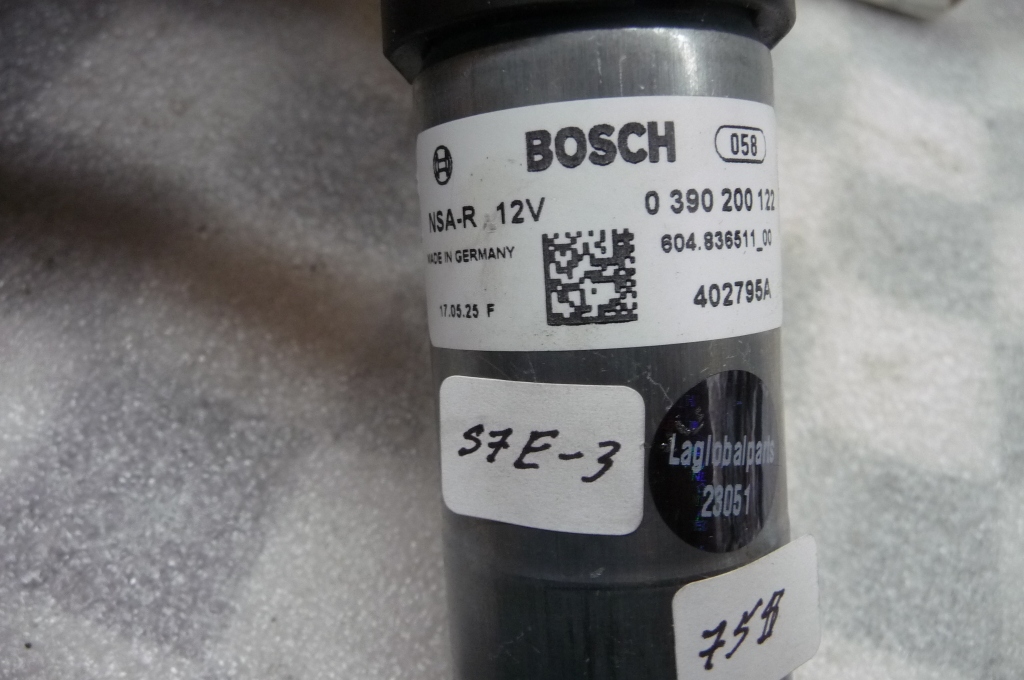 BOSCH 058
NSA-R 12V 0 390 200 122
MADE IN GERMANY 604.836511_00
17.05.25 F 402795A
S7E-3
Laglobalparts
23051